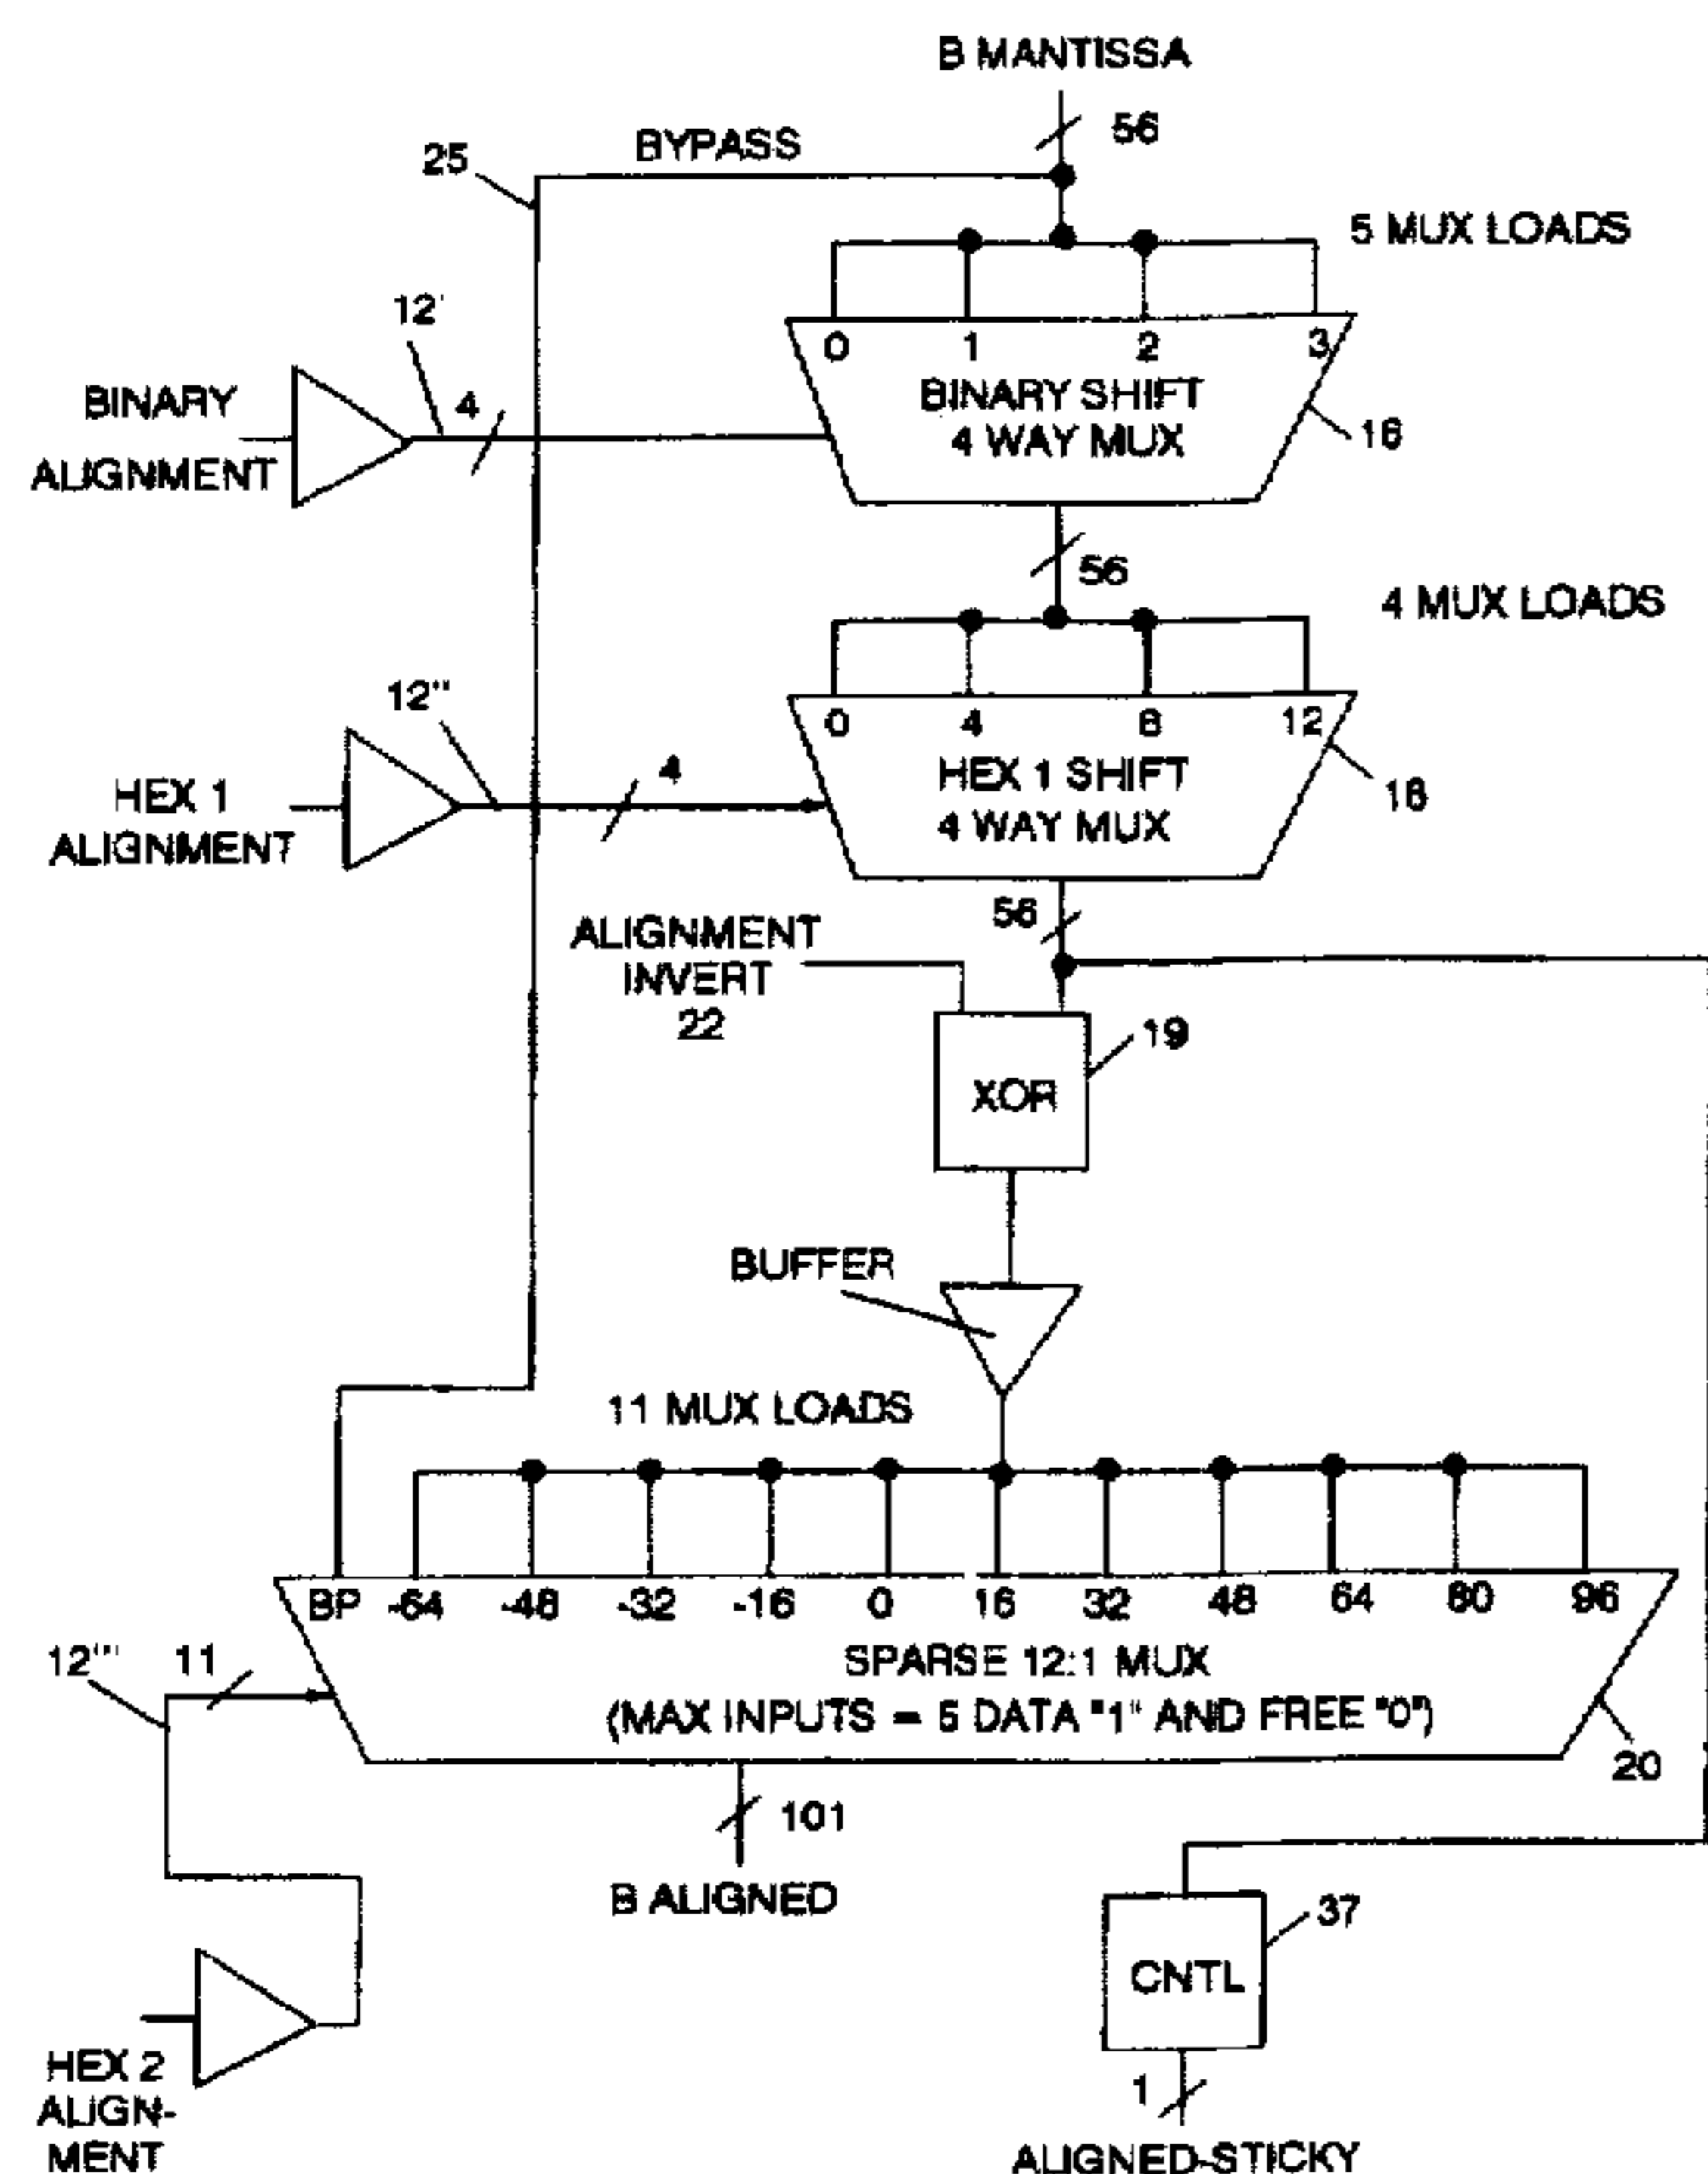 B MANTISSA
56
BYPASS
25
5 MUX LOADS
0 1 2 3
BINARY SHIFT
4 WAY MUX
16
12'
4
BINARY
ALIGNMENT
56
4 MUX LOADS
0 4 8 12
HEX 1 SHIFT
4 WAY MUX
18
12"
4
HEX 1
ALIGNMENT
56
ALIGNMENT
INVERT
22
XOR
19
BUFFER
11 MUX LOADS
BP -64 -48 -32 -16 0 16 32 48 64 80 96
SPARSE 12:1 MUX
(MAX INPUTS = 5 DATA "1" AND FREE "0")
20
12"'
11
101
B ALIGNED
37
CNTL
1
HEX 2
ALIGN-
MENT
ALIGNED-STICKY